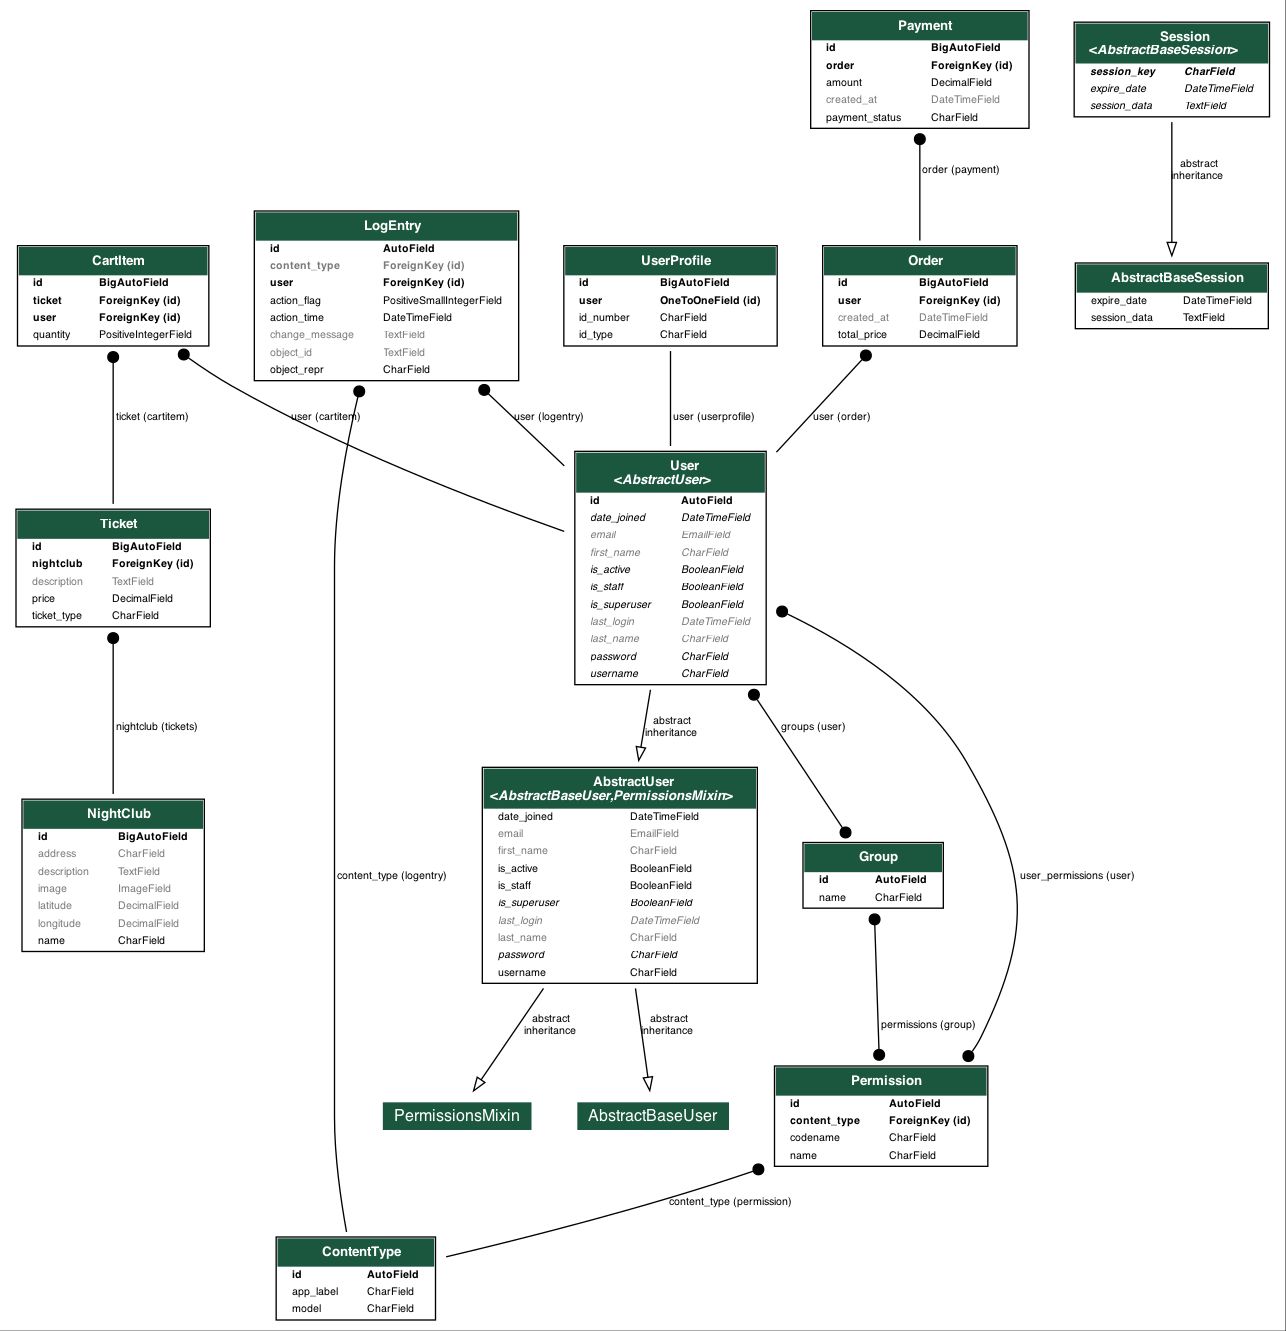 Payment
id BigAutoField
order ForeignKey (id)
amount DecimalField
created_at DateTimeField
payment_status CharField
Session
<AbstractBaseSession>
session_key CharField
expire_date DateTimeField
session_data TextField
order (payment)
abstract
inheritance
LogEntry
id AutoField
content_type ForeignKey (id)
user ForeignKey (id)
action_flag PositiveSmallIntegerField
action_time DateTimeField
change_message TextField
object_id TextField
object_repr CharField
CartItem
id BigAutoField
ticket ForeignKey (id)
user ForeignKey (id)
quantity PositiveIntegerField
UserProfile
id BigAutoField
user OneToOneField (id)
id_number CharField
id_type CharField
Order
id BigAutoField
user ForeignKey (id)
created_at DateTimeField
total_price DecimalField
AbstractBaseSession
expire_date DateTimeField
session_data TextField
ticket (cartitem)
user (cartitem)
user (logentry)
user (userprofile)
user (order)
User
<AbstractUser>
id AutoField
date_joined DateTimeField
email EmailField
first_name CharField
is_active BooleanField
is_staff BooleanField
is_superuser BooleanField
last_login DateTimeField
last_name CharField
password CharField
username CharField
Ticket
id BigAutoField
nightclub ForeignKey (id)
description TextField
price DecimalField
ticket_type CharField
nightclub (tickets)
abstract
inheritance
groups (user)
AbstractUser
<AbstractBaseUser,PermissionsMixin>
date_joined DateTimeField
email EmailField
first_name CharField
is_active BooleanField
is_staff BooleanField
is_superuser BooleanField
last_login DateTimeField
last_name CharField
password CharField
username CharField
NightClub
id BigAutoField
address CharField
description TextField
image ImageField
latitude DecimalField
longitude DecimalField
name CharField
content_type (logentry)
Group
id AutoField
name CharField
user_permissions (user)
abstract
inheritance
abstract
inheritance
permissions (group)
PermissionsMixin
AbstractBaseUser
Permission
id AutoField
content_type ForeignKey (id)
codename CharField
name CharField
content_type (permission)
ContentType
id AutoField
app_label CharField
model CharField